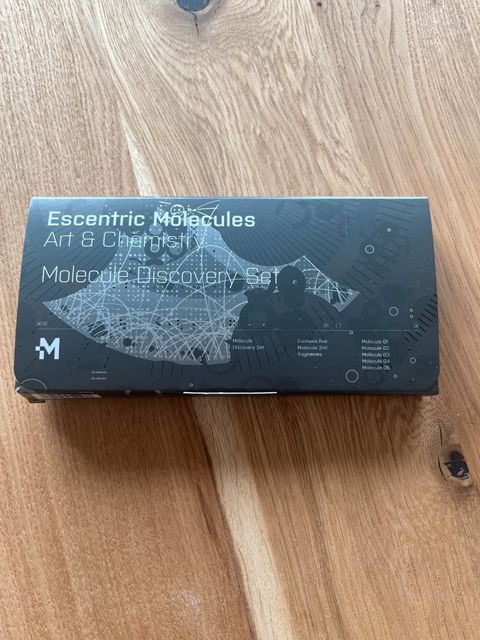 Escentric Molecules
Art & Chemistry
Molecule Discovery Set
M
Molecule
Discovery Set
Contains five
Molecule 2ml
fragrances
Molecule 01
Molecule 02
Molecule 03
Molecule 04
Molecule 05